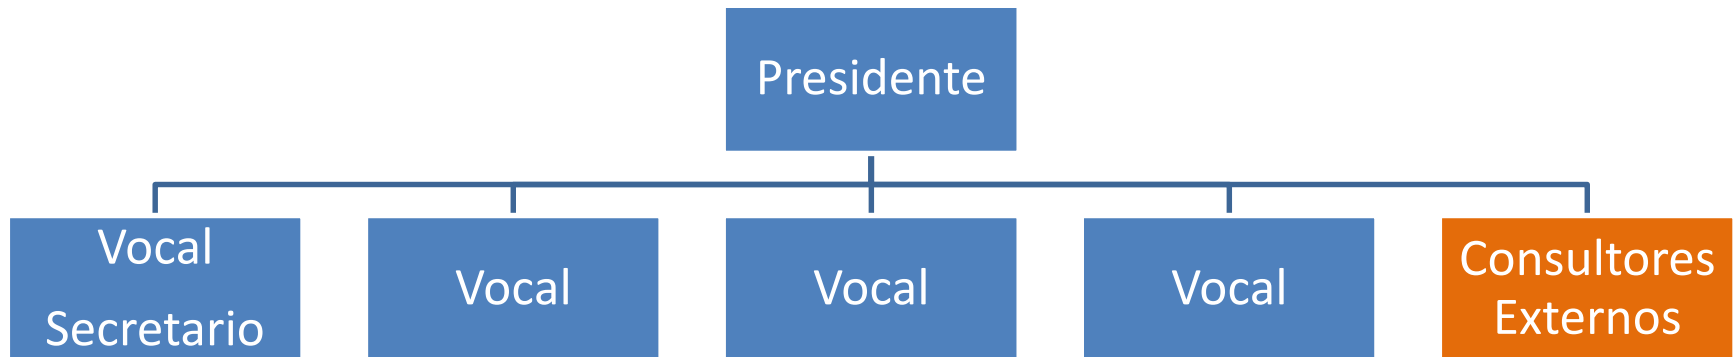 Presidente
Vocal
Secretario
Vocal
Vocal
Vocal
Consultores
Externos